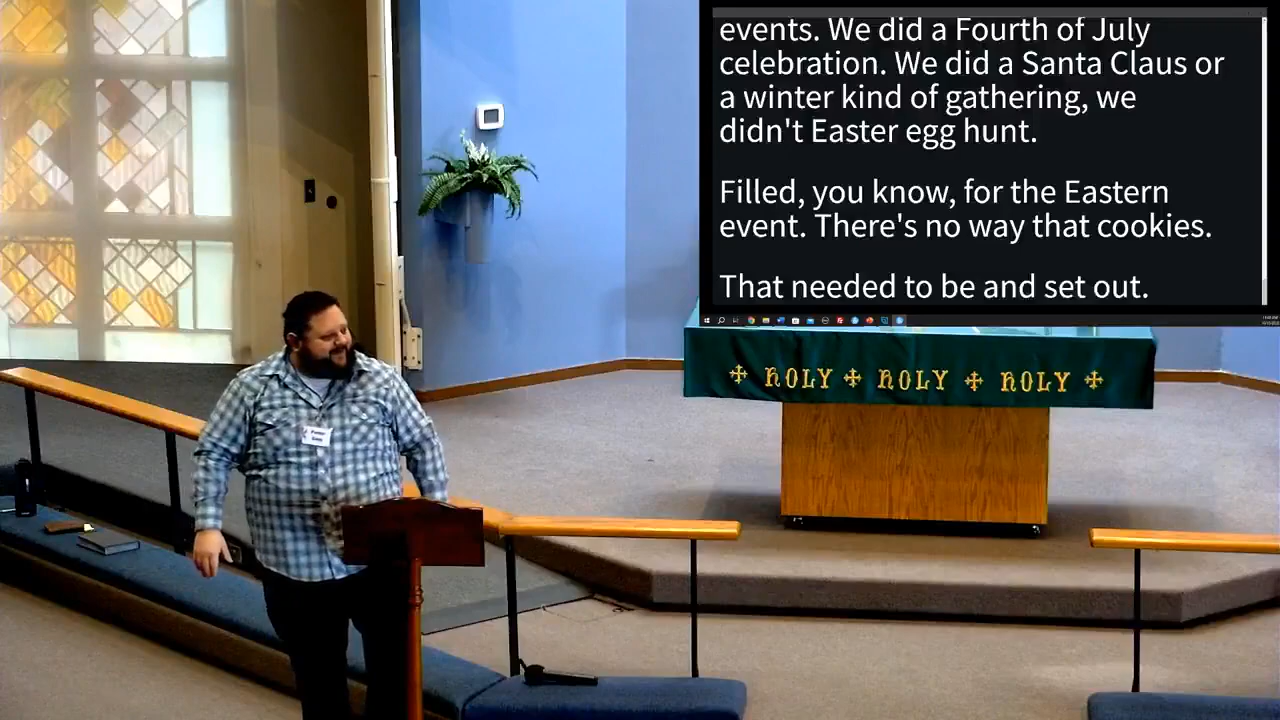 events. We did a Fourth of July
celebration. We did a Santa Claus or
a winter kind of gathering, we
didn't Easter egg hunt.
Filled, you know, for the Eastern
event. There's no way that cookies.
That needed to be and set out.
HOLY HOLY HOLY
Pastor